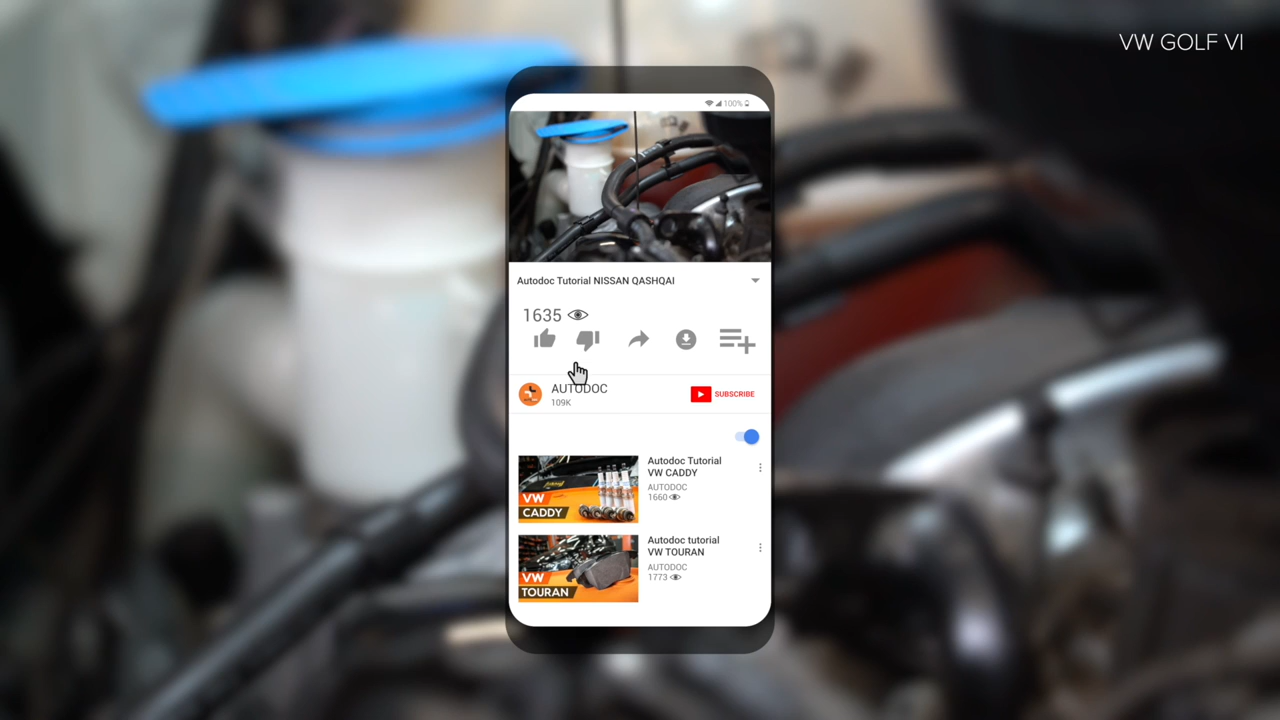 VW GOLF VI
100%
Autodoc Tutorial NISSAN QASHQAI
1635
AUTODOC
109K
SUBSCRIBE
Autodoc Tutorial
VW CADDY
AUTODOC
1660
VW
CADDY
Autodoc tutorial
VW TOURAN
AUTODOC
1773
VW
TOURAN